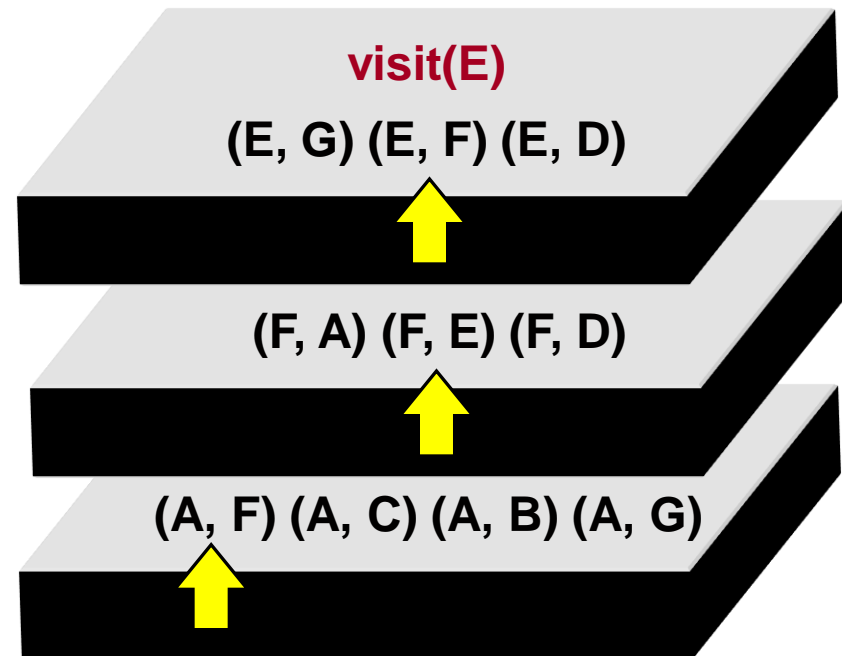 visit(E)
(E, G) (E, F) (E, D)
(F, A) (F, E) (F, D)
(A, F) (A, C) (A, B) (A, G)